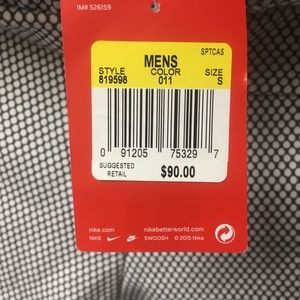 IM# 526159
MENS SPTCAS
STYLE COLOR SIZE
819598 011 S
0 91205 75329 7
SUGGESTED
RETAIL $90.00
nike.com nikebetterworld.com
NIKE SWOOSH © 2015 Nike